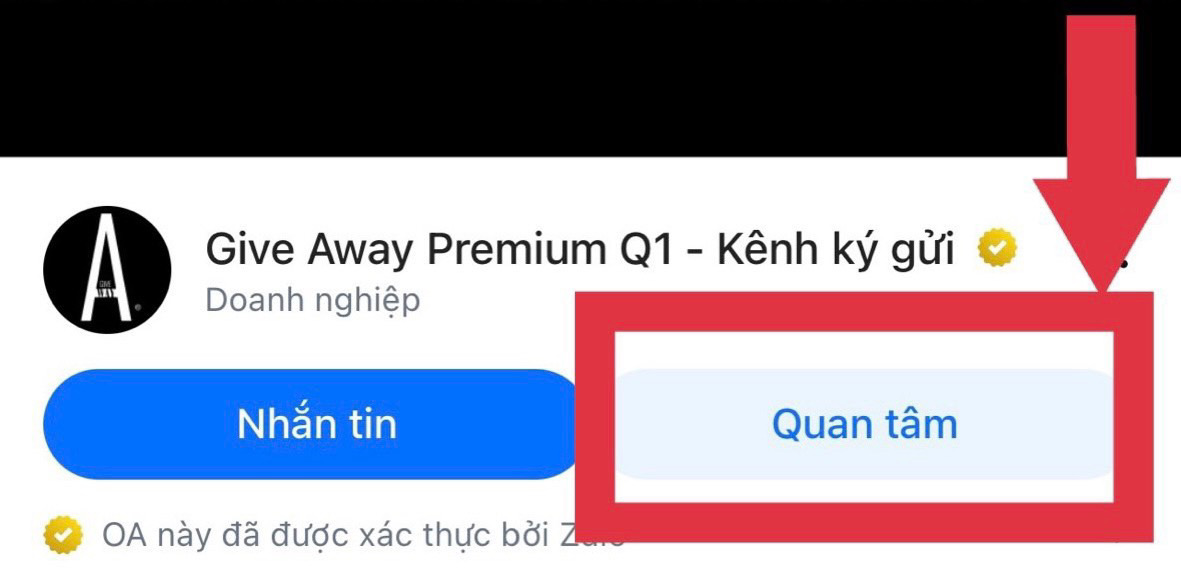 Give Away Premium Q1 - Kênh ký gửi
Doanh nghiệp
Nhắn tin
Quan tâm
OA này đã được xác thực bởi